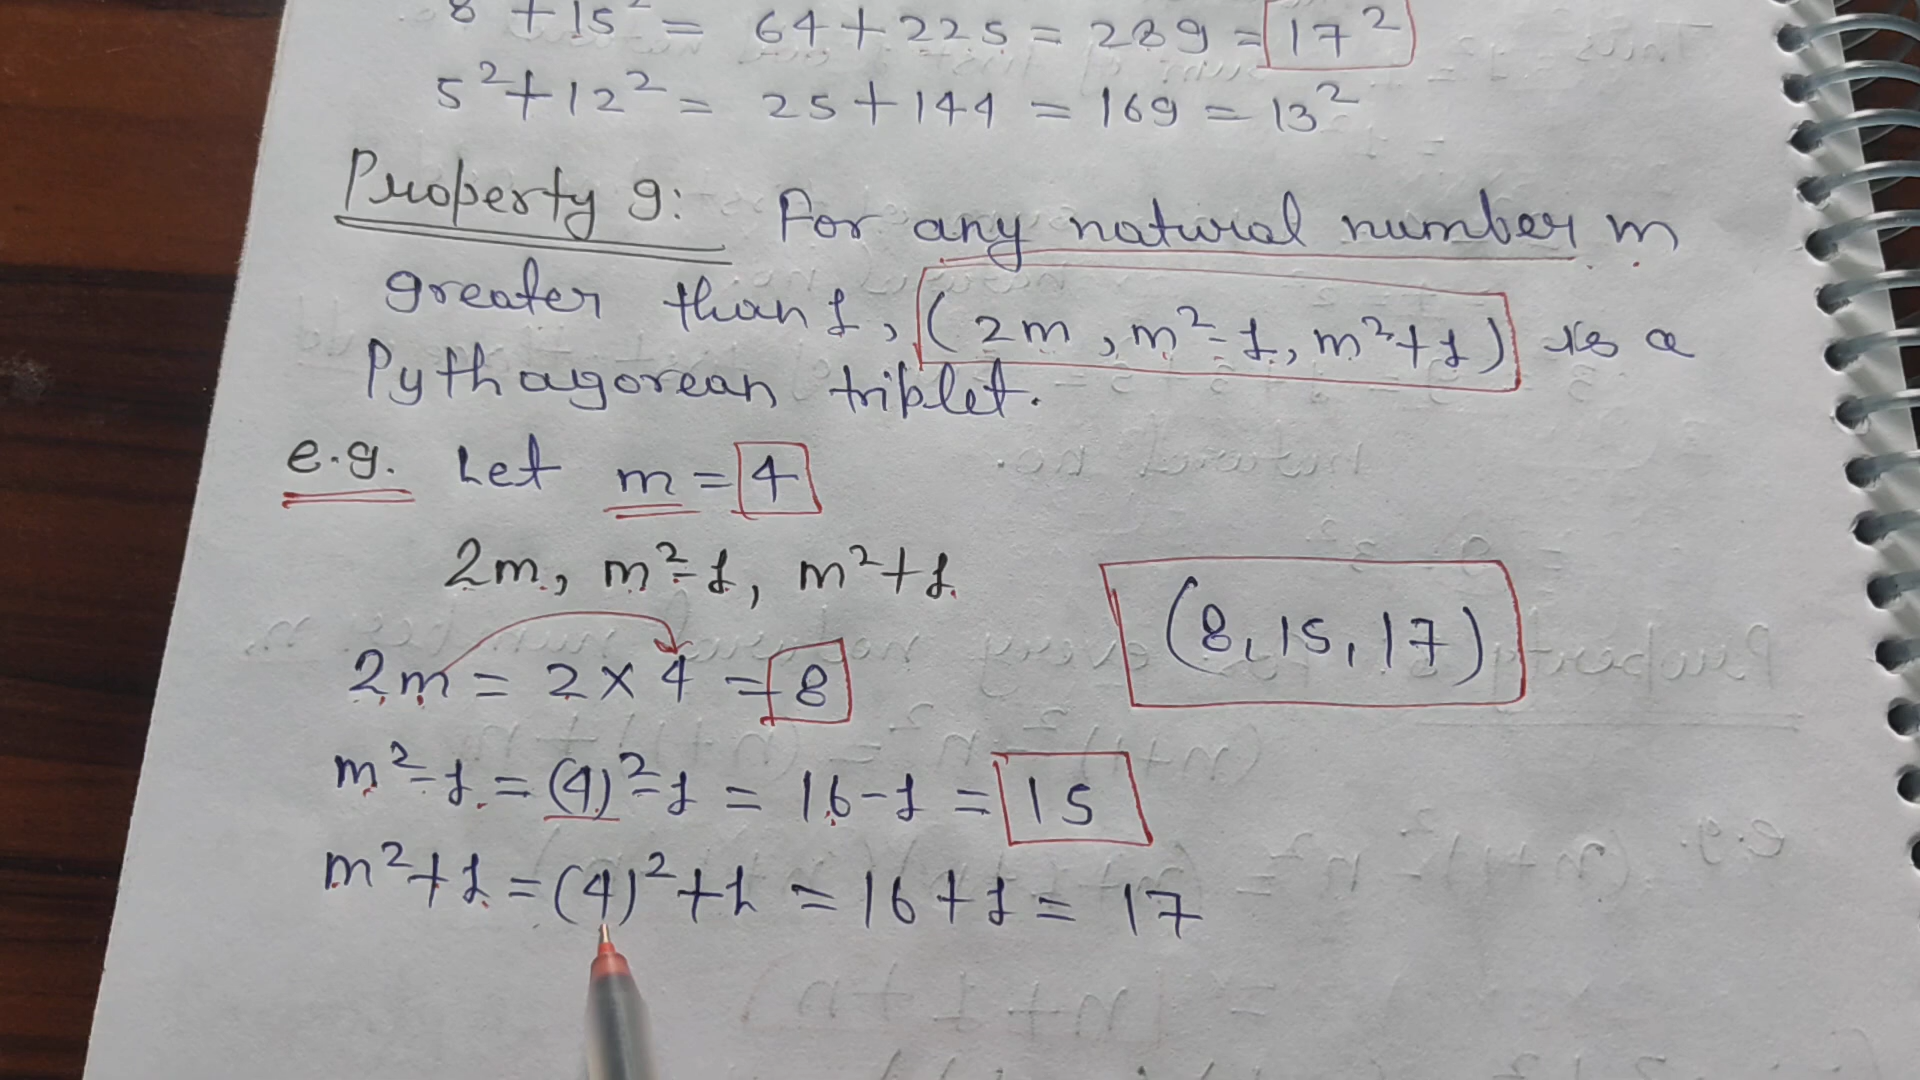 8² + 15² = 64 + 225 = 289 = 17²
5² + 12² = 25 + 144 = 169 = 13²
Property 9: For any natural number m
greater than 1, (2m, m²-1, m²+1) is a
Pythagorean triplet.
e.g. Let m = 4
2m, m²-1, m²+1.
(8, 15, 17)
2m = 2 × 4 = 8
m²-1 = (4)²-1 = 16-1 = 15
m²+1 = (4)²+1 = 16+1 = 17